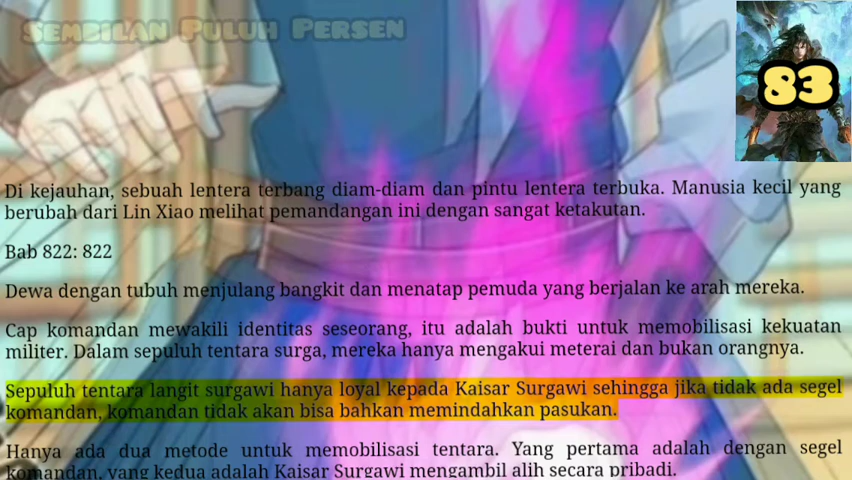 Sembilan Puluh Persen
83
Di kejauhan, sebuah lentera terbang diam-diam dan pintu lentera terbuka. Manusia kecil yang
berubah dari Lin Xiao melihat pemandangan ini dengan sangat ketakutan.
Bab 822: 822
Dewa dengan tubuh menjulang bangkit dan menatap pemuda yang berjalan ke arah mereka.
Cap komandan mewakili identitas seseorang, itu adalah bukti untuk memobilisasi kekuatan
militer. Dalam sepuluh tentara surga, mereka hanya mengakui meterai dan bukan orangnya.
Sepuluh tentara langit surgawi hanya loyal kepada Kaisar Surgawi sehingga jika tidak ada segel
komandan, komandan tidak akan bisa bahkan memindahkan pasukan.
Hanya ada dua metode untuk memobilisasi tentara. Yang pertama adalah dengan segel
komandan, yang kedua adalah Kaisar Surgawi mengambil alih secara pribadi.